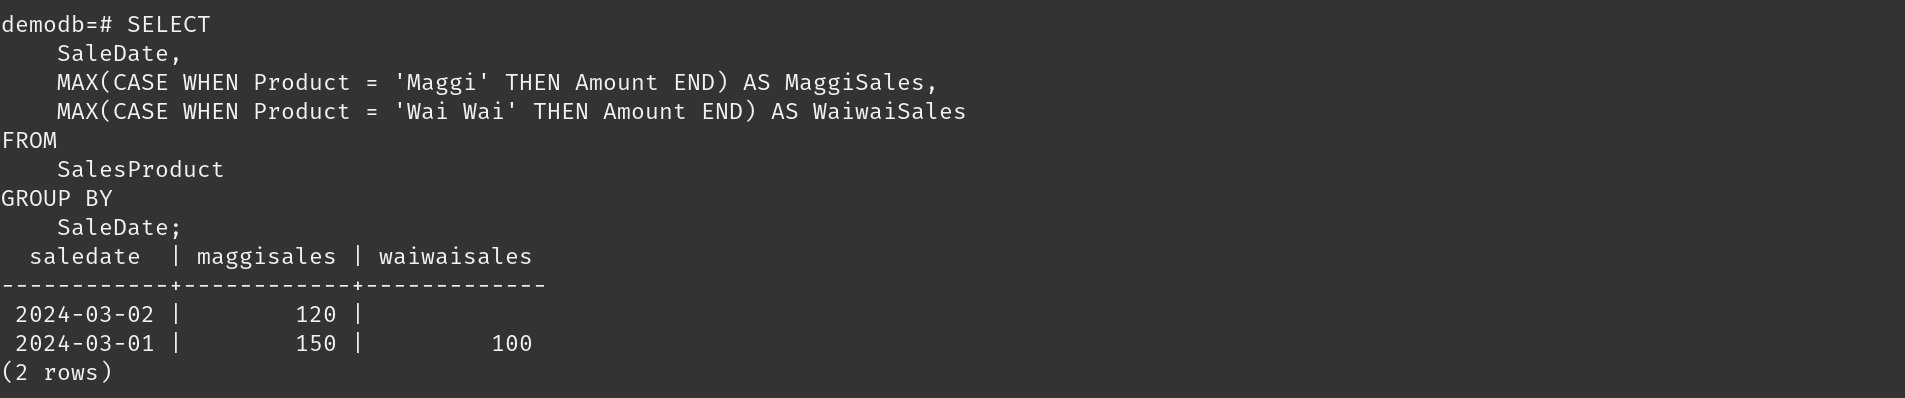 demodb=# SELECT
    SaleDate,
    MAX(CASE WHEN Product = 'Maggi' THEN Amount END) AS MaggiSales,
    MAX(CASE WHEN Product = 'Wai Wai' THEN Amount END) AS WaiwaiSales
FROM
    SalesProduct
GROUP BY
    SaleDate;
  saledate  | maggisales | waiwaisales
------------+------------+-------------
 2024-03-02 |        120 |
 2024-03-01 |        150 |         100
(2 rows)